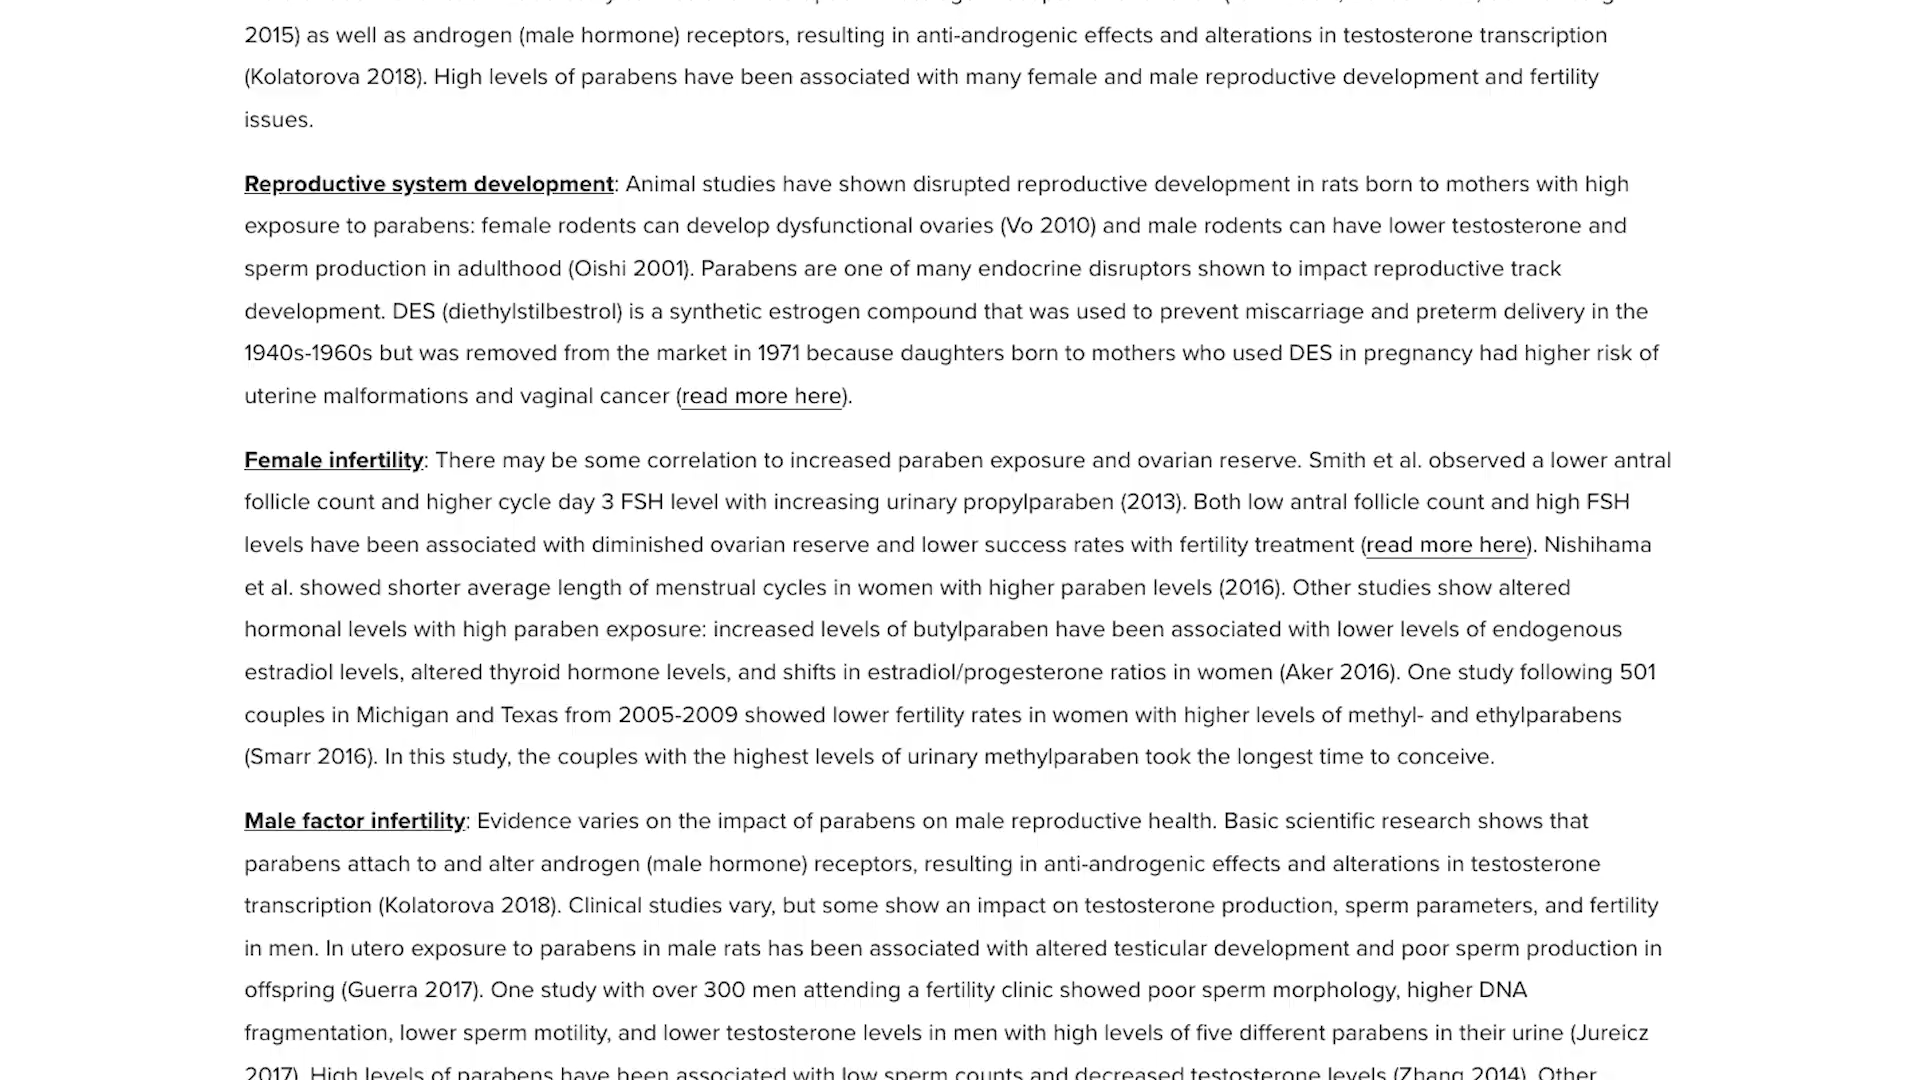 2015) as well as androgen (male hormone) receptors, resulting in anti-androgenic effects and alterations in testosterone transcription
(Kolatorova 2018). High levels of parabens have been associated with many female and male reproductive development and fertility
issues.
Reproductive system development: Animal studies have shown disrupted reproductive development in rats born to mothers with high
exposure to parabens: female rodents can develop dysfunctional ovaries (Vo 2010) and male rodents can have lower testosterone and
sperm production in adulthood (Oishi 2001). Parabens are one of many endocrine disruptors shown to impact reproductive track
development. DES (diethylstilbestrol) is a synthetic estrogen compound that was used to prevent miscarriage and preterm delivery in the
1940s-1960s but was removed from the market in 1971 because daughters born to mothers who used DES in pregnancy had higher risk of
uterine malformations and vaginal cancer (read more here).
Female infertility: There may be some correlation to increased paraben exposure and ovarian reserve. Smith et al. observed a lower antral
follicle count and higher cycle day 3 FSH level with increasing urinary propylparaben (2013). Both low antral follicle count and high FSH
levels have been associated with diminished ovarian reserve and lower success rates with fertility treatment (read more here). Nishihama
et al. showed shorter average length of menstrual cycles in women with higher paraben levels (2016). Other studies show altered
hormonal levels with high paraben exposure: increased levels of butylparaben have been associated with lower levels of endogenous
estradiol levels, altered thyroid hormone levels, and shifts in estradiol/progesterone ratios in women (Aker 2016). One study following 501
couples in Michigan and Texas from 2005-2009 showed lower fertility rates in women with higher levels of methyl- and ethylparabens
(Smarr 2016). In this study, the couples with the highest levels of urinary methylparaben took the longest time to conceive.
Male factor infertility: Evidence varies on the impact of parabens on male reproductive health. Basic scientific research shows that
parabens attach to and alter androgen (male hormone) receptors, resulting in anti-androgenic effects and alterations in testosterone
transcription (Kolatorova 2018). Clinical studies vary, but some show an impact on testosterone production, sperm parameters, and fertility
in men. In utero exposure to parabens in male rats has been associated with altered testicular development and poor sperm production in
offspring (Guerra 2017). One study with over 300 men attending a fertility clinic showed poor sperm morphology, higher DNA
fragmentation, lower sperm motility, and lower testosterone levels in men with high levels of five different parabens in their urine (Jureicz
2017). High levels of parabens have been associated with low sperm counts and decreased testosterone levels (Zhang 2014). Other